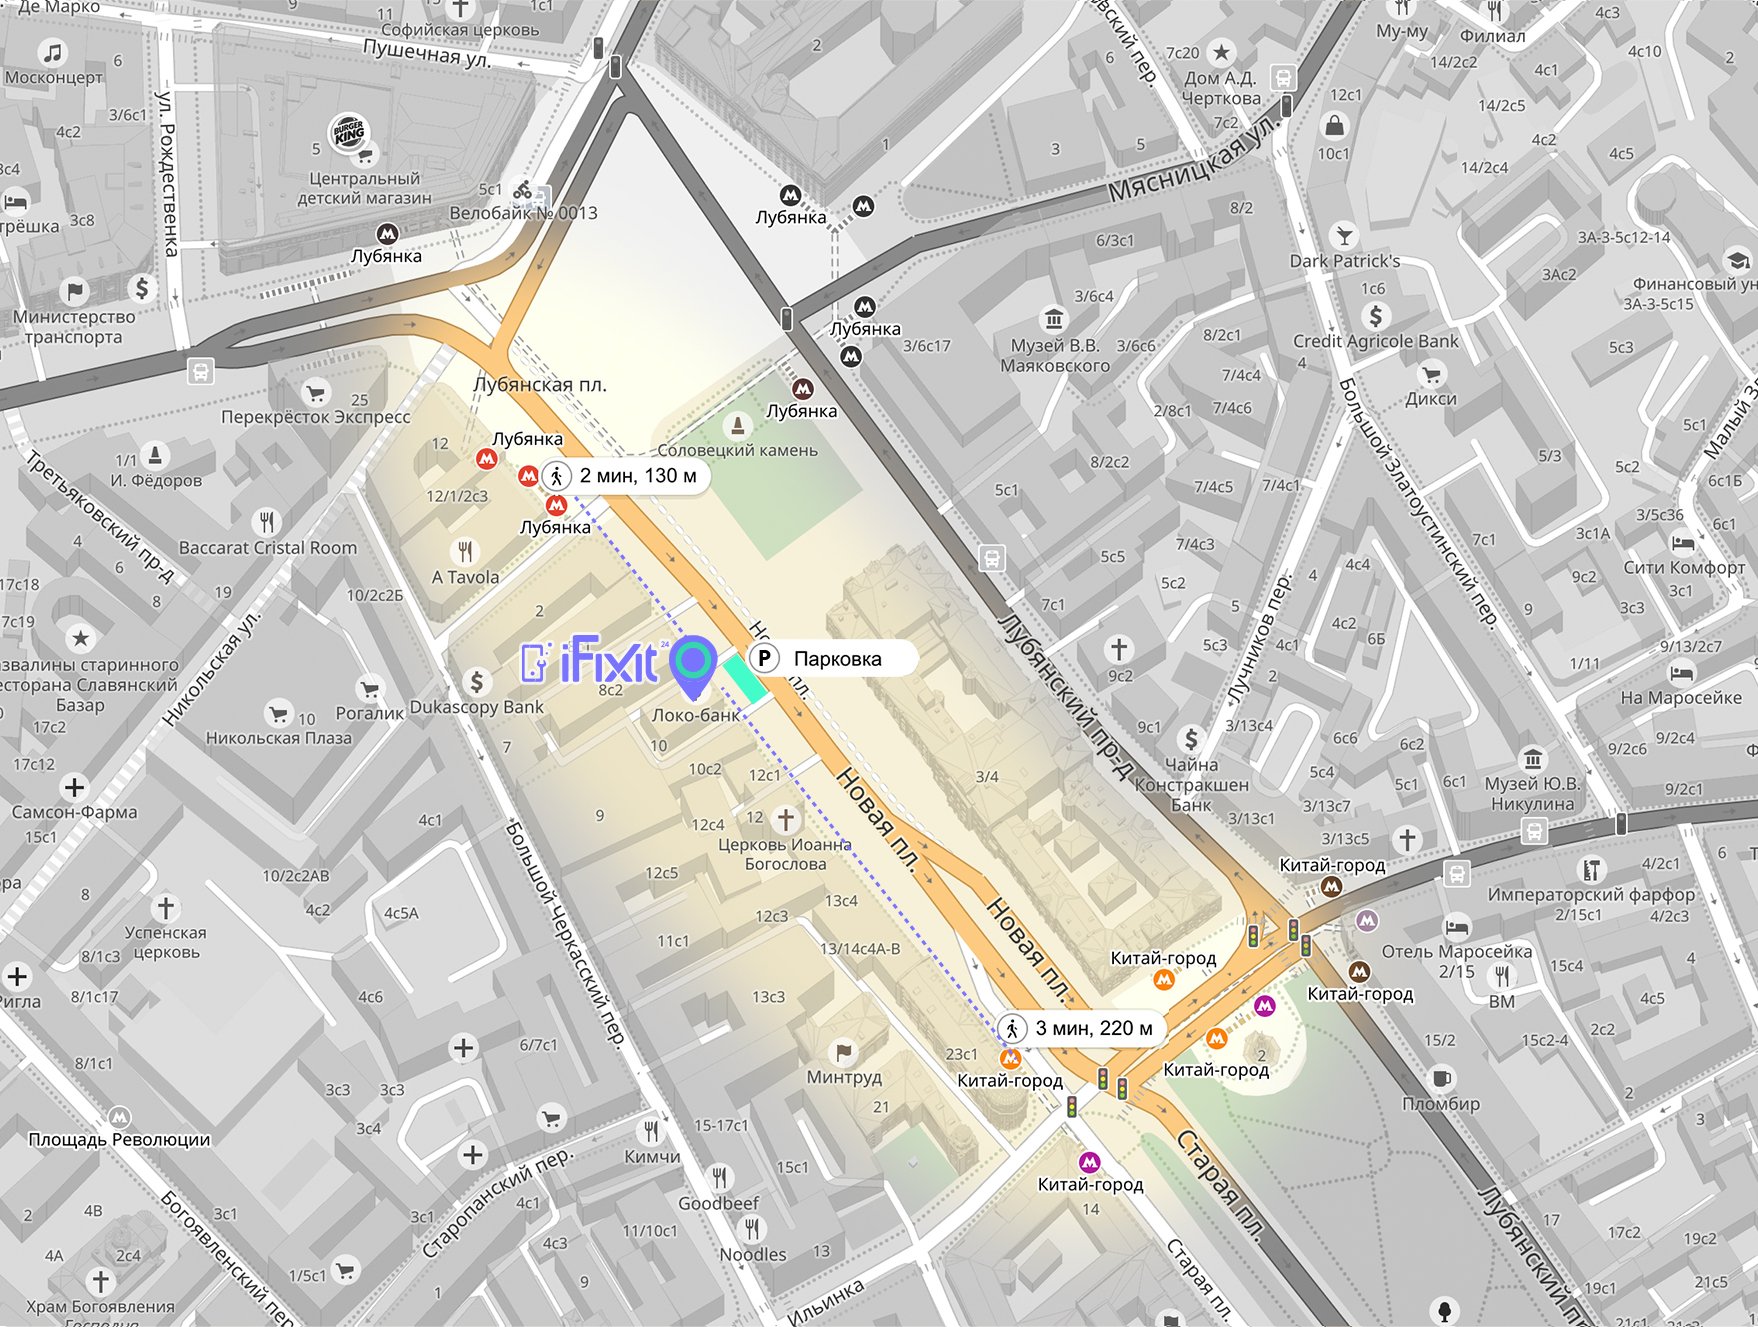 Де Марко
9
11
Софийская церковь
1с1
2
Му-му
Филиал
4с3
Пушечная ул.
6
7с20
14/2с2
4с10
2
Москонцерт
Дом А.Д.
Черткова
4с1
6
12с1
14/2с5
3/6с1
ул. Рождественка
4с2
BURGER
KING
5
1
3
5
7с2
10с1
4с2
4с5
Мясницкая ул.
14/2с4
Центральный
детский магазин
5с1
Велобайк № 0013
3с8
Лубянка
8/2
Лубянка
6/3с1
Dark Patrick's
3А-3-5с12-14
3Ас2
Министерство
транспорта
3/6с4
1с6
3А-3-5с15
Лубянка
3/6с17
Музей В.В.
Маяковского
3/6с6
8/2с1
Credit Agricole Bank
5с3
4
Лубянская пл.
7/4с4
Дикси
25
Перекрёсток Экспресс
Лубянка
2/8с1
7/4с6
Большой Златоустинский пер.
5с1
12
Лубянка
Соловецкий камень
1/1
И. Фёдоров
8/2с2
5/3
5с2
2 мин, 130 м
Третьяковский пр-д
12/1/2с3
5с1
7/4с5
7/4с1
6с1Б
Лубянка
3/5с36
6с1
3с1А
4
Baccarat Cristal Room
7/4с3
7с1
17с18
6
A Tavola
5с5
4с4
Сити Комфорт
8
19
10/2с2Б
5с2
4
9с2
3с1
2
7с1
5
3с3
9
7с19
Никольская ул.
Лубянский пр-д
Лучников пер.
4с2
6Б
5с3
4с1
9/13/2с7
iFixit
24
Парковка
8с2
1/11
9с2
2
На Маросейке
Рогалик
Dukascopy Bank
Локо-банк
17с2
10
Никольская Плаза
9с1
3/13с4
6с6
6с2
9/2с6
9/2с4
7
10
17с12
10с2
12с1
3/4
Чайна
Констракшен
Банк
5с4
5с1
6с1
Музей Ю.В.
Никулина
9/2с1
Самсон-Фарма
15с1
Новая пл.
3/13с7
3/13с1
4с1
9
12с4
12
Церковь Иоанна
Богослова
3/13с5
Большой Черкасский пер.
Китай-город
4/2с1
6
10/2с2АВ
12с5
Императорский фарфор
8
4с2
4с5А
13с4
12с3
2/15с1
4/2с3
Успенская
церковь
11с1
13/14с4А-В
Новая пл.
Китай-город
Отель Маросейка
2/15
8/1с3
15с4
4
8/1с17
4с6
13с3
Китай-город
ВМ
4с5
3 мин, 220 м
2с2
8/1с1
6/7с1
23с1
2
15/2
15с2-4
Минтруд
Китай-город
Китай-город
3с3
3с3
21
Пломбир
2
Площадь Революции
3с4
15-17с1
3
Кимчи
Старая пл.
Старопанский пер.
15с1
Китай-город
Богоявленский пер.
Goodbeef
4с1
4В
2
3с1
3с1
11/10с1
14
17
17с2
Лубянский
4с3
Noodles
13
19с2
4А
2с4
1/5с1
9
Ильинка
Старая пл.
19с1
21с5
1
Храм Богоявления